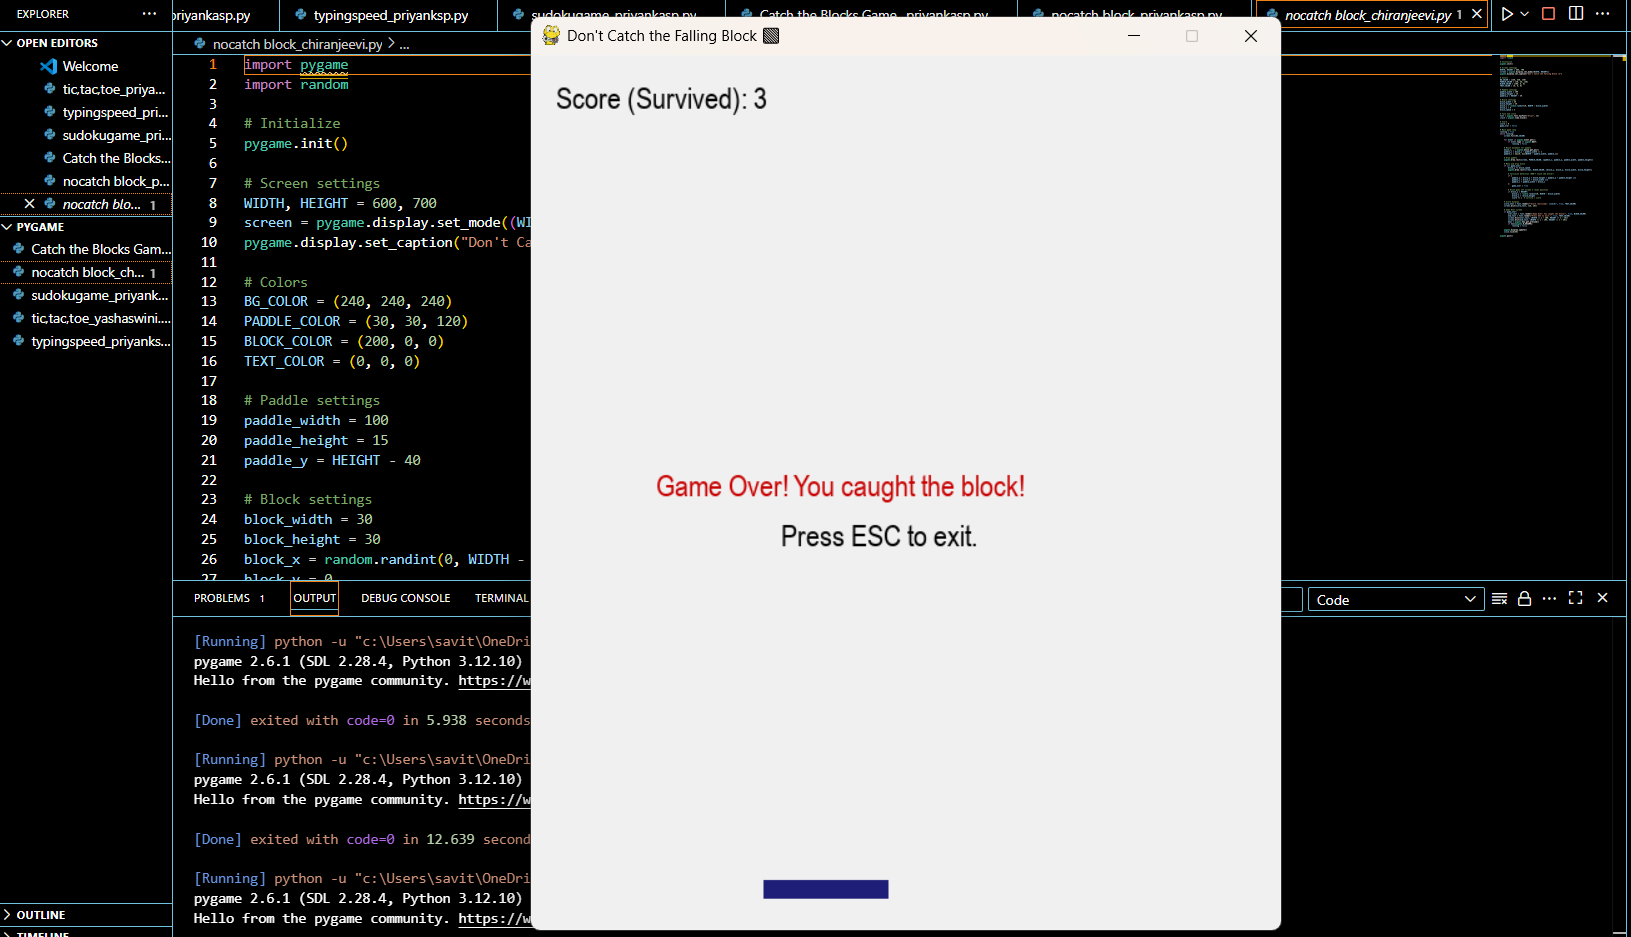 EXPLORER
priyankasp.py
typingspeed_priyanksp.py
sudokugame_priyankasp.py
Catch the Blocks Game_priyankasp.py
nocatch block_priyankasp.py
nocatch block_chiranjeevi.py 1
OPEN EDITORS
Welcome
tic,tac,toe_priya...
typingspeed_pri...
sudokugame_pri...
Catch the Blocks...
nocatch block_p...
nocatch blo... 1
PYGAME
Catch the Blocks Gam...
nocatch block_ch... 1
sudokugame_priyank...
tic,tac,toe_yashaswini....
typingspeed_priyanks...
OUTLINE
TIMELINE
nocatch block_chiranjeevi.py > ...
1 import pygame
2 import random
3
4 # Initialize
5 pygame.init()
6
7 # Screen settings
8 WIDTH, HEIGHT = 600, 700
9 screen = pygame.display.set_mode((WI
10 pygame.display.set_caption("Don't Ca
11
12 # Colors
13 BG_COLOR = (240, 240, 240)
14 PADDLE_COLOR = (30, 30, 120)
15 BLOCK_COLOR = (200, 0, 0)
16 TEXT_COLOR = (0, 0, 0)
17
18 # Paddle settings
19 paddle_width = 100
20 paddle_height = 15
21 paddle_y = HEIGHT - 40
22
23 # Block settings
24 block_width = 30
25 block_height = 30
26 block_x = random.randint(0, WIDTH -
27 block_y = 0
PROBLEMS 1 OUTPUT DEBUG CONSOLE TERMINAL
Code
[Running] python -u "c:\Users\savit\OneDri
pygame 2.6.1 (SDL 2.28.4, Python 3.12.10)
Hello from the pygame community. https://w
[Done] exited with code=0 in 5.938 seconds
[Running] python -u "c:\Users\savit\OneDri
pygame 2.6.1 (SDL 2.28.4, Python 3.12.10)
Hello from the pygame community. https://w
[Done] exited with code=0 in 12.639 second
[Running] python -u "c:\Users\savit\OneDri
pygame 2.6.1 (SDL 2.28.4, Python 3.12.10)
Hello from the pygame community. https://w
Don't Catch the Falling Block
Score (Survived): 3
Game Over! You caught the block!
Press ESC to exit.